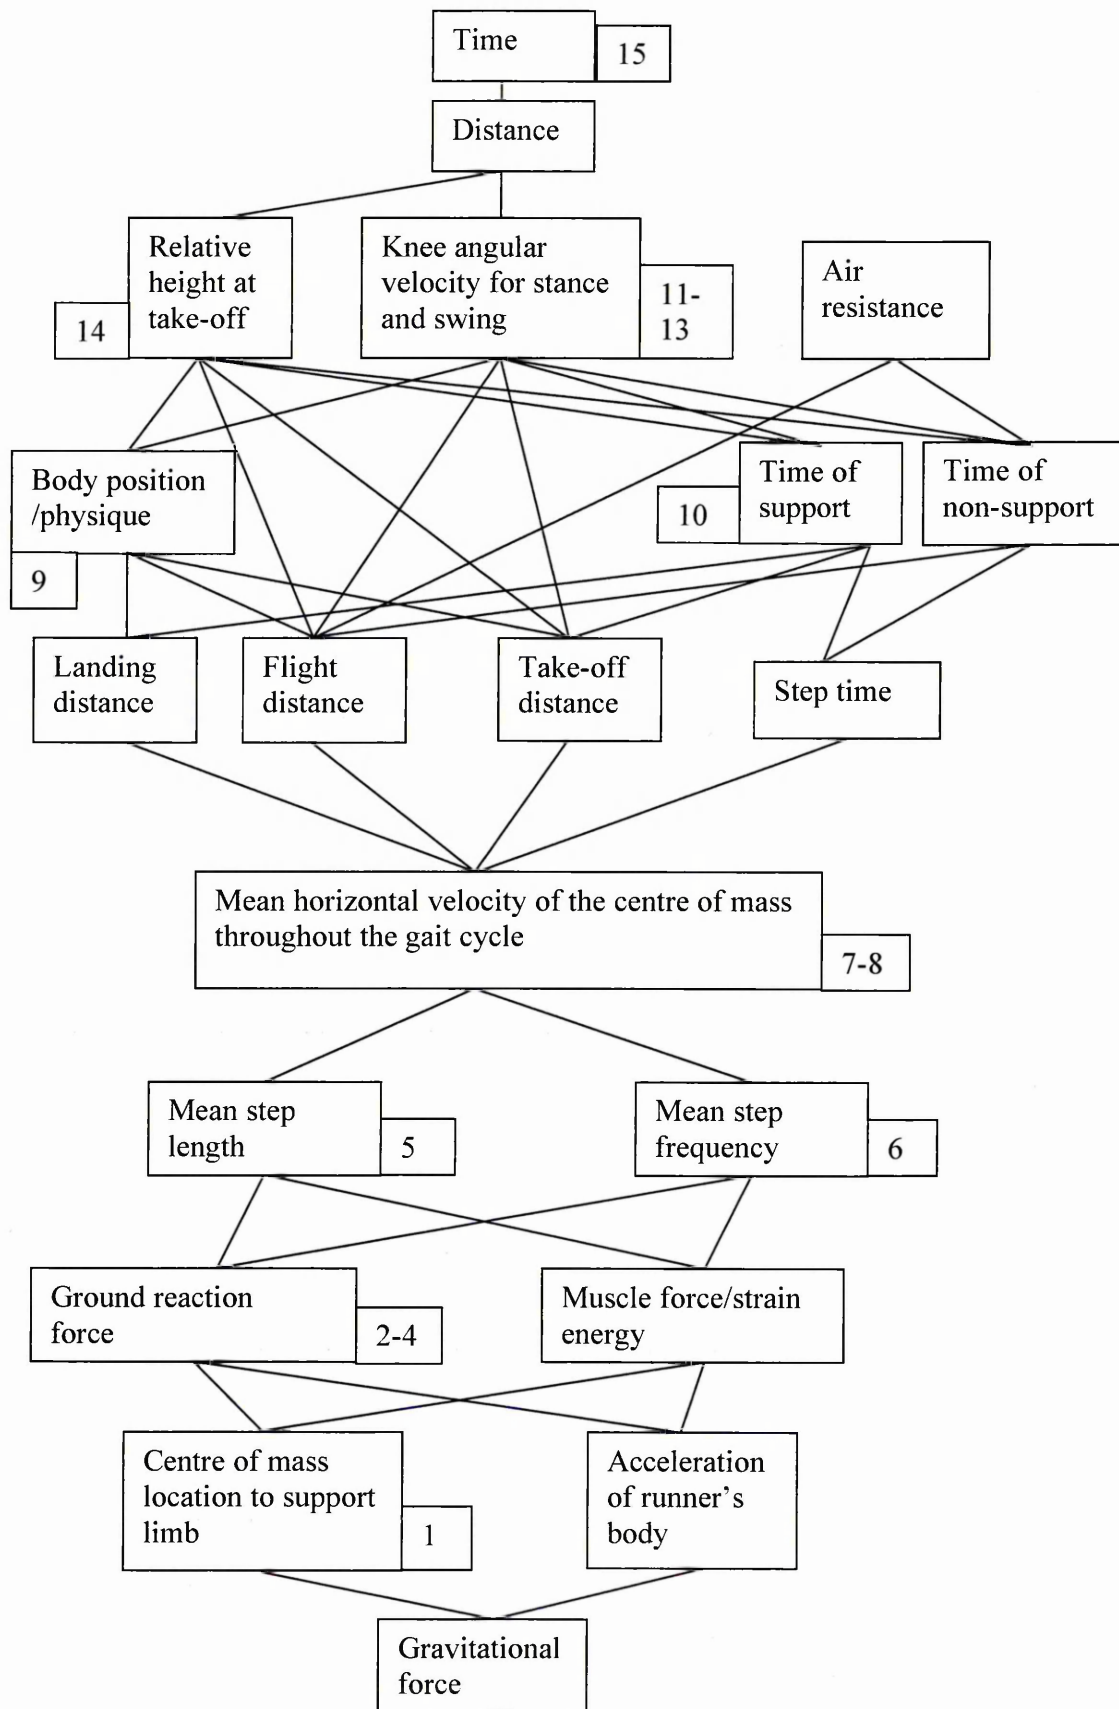 Time
15
Distance
Relative
height at
take-off
14
Knee angular
velocity for stance
and swing
11-
13
Air
resistance
Body position
/physique
9
Time of
support
10
Time of
non-support
Landing
distance
Flight
distance
Take-off
distance
Step time
Mean horizontal velocity of the centre of mass
throughout the gait cycle
7-8
Mean step
length
5
Mean step
frequency
6
Ground reaction
force
2-4
Muscle force/strain
energy
Centre of mass
location to support
limb
1
Acceleration
of runner's
body
Gravitational
force